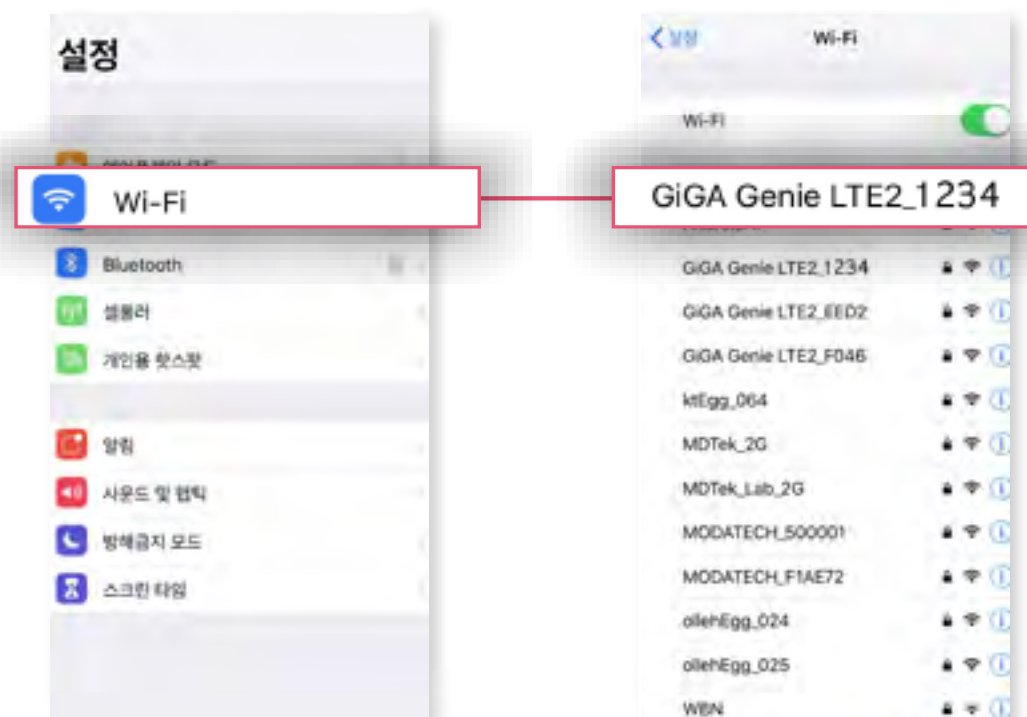 설정
Wi-Fi
Bluetooth
셀룰러
개인용 핫스팟
알림
사운드 및 햅틱
방해금지 모드
스크린 타임
설정
Wi-Fi
Wi-Fi
GiGA Genie LTE2_1234
GiGA Genie LTE2_1234
GiGA Genie LTE2_EED2
GiGA Genie LTE2_F046
ktEgg_064
MDTek_2G
MDTek_Lab_2G
MODATECH_500001
MODATECH_F1AE72
ollehEgg_024
ollehEgg_025
WBN